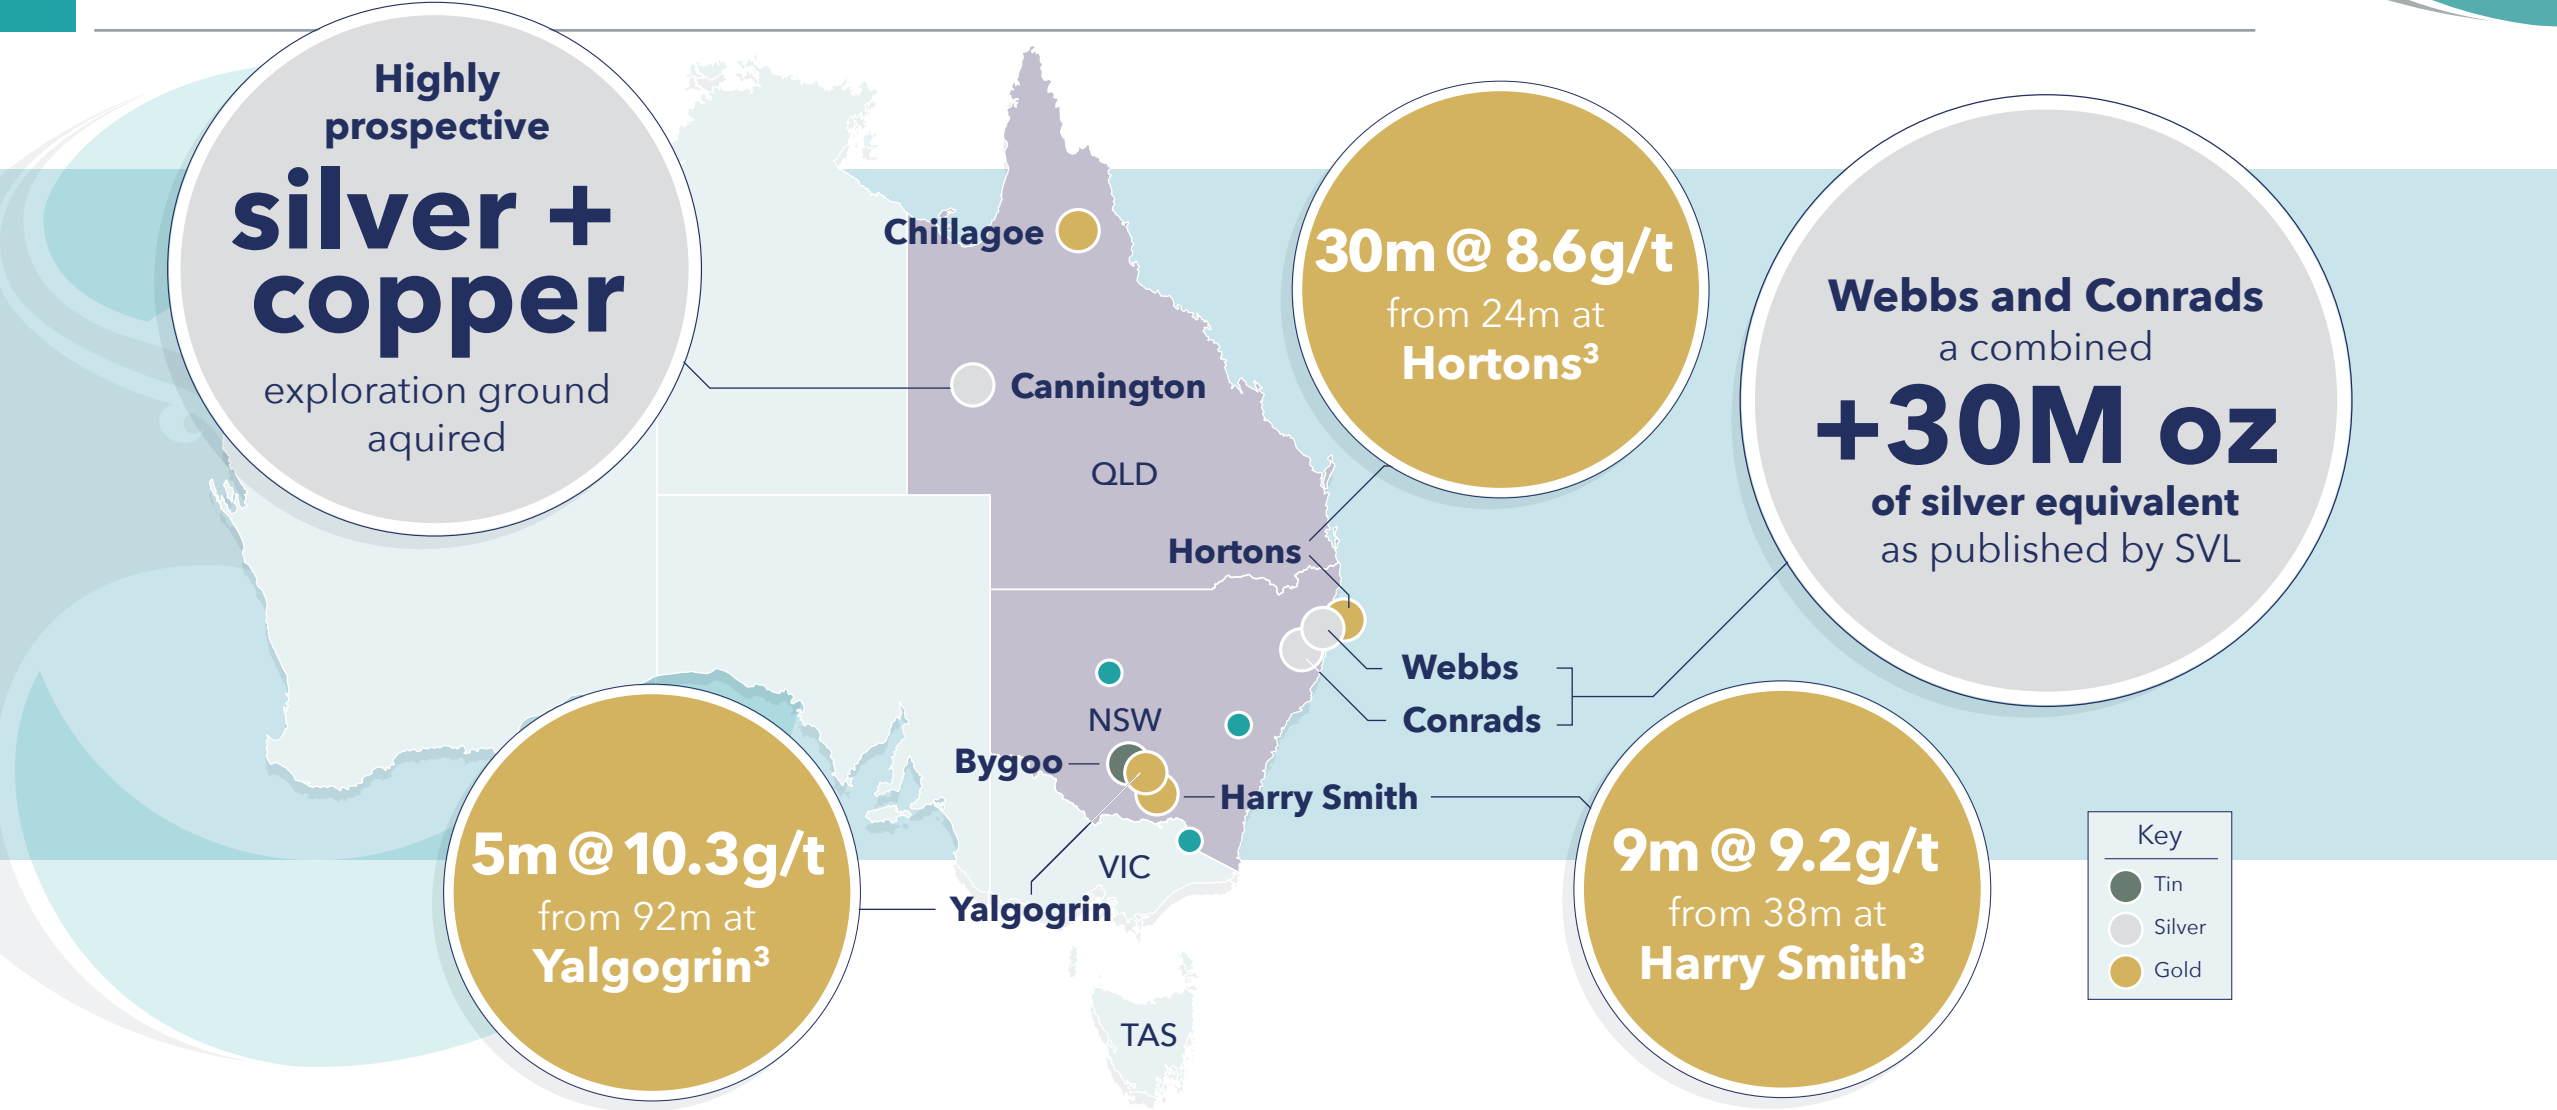 Highly
prospective
silver +
copper
exploration ground
aquired
Chillagoe
Cannington
QLD
Hortons
30m @ 8.6g/t
from 24m at
Hortons³
Webbs and Conrads
a combined
+30M oz
of silver equivalent
as published by SVL
Webbs
Conrads
NSW
Bygoo
Harry Smith
VIC
Yalgogrin
TAS
5m @ 10.3g/t
from 92m at
Yalgogrin³
9m @ 9.2g/t
from 38m at
Harry Smith³
Key
Tin
Silver
Gold